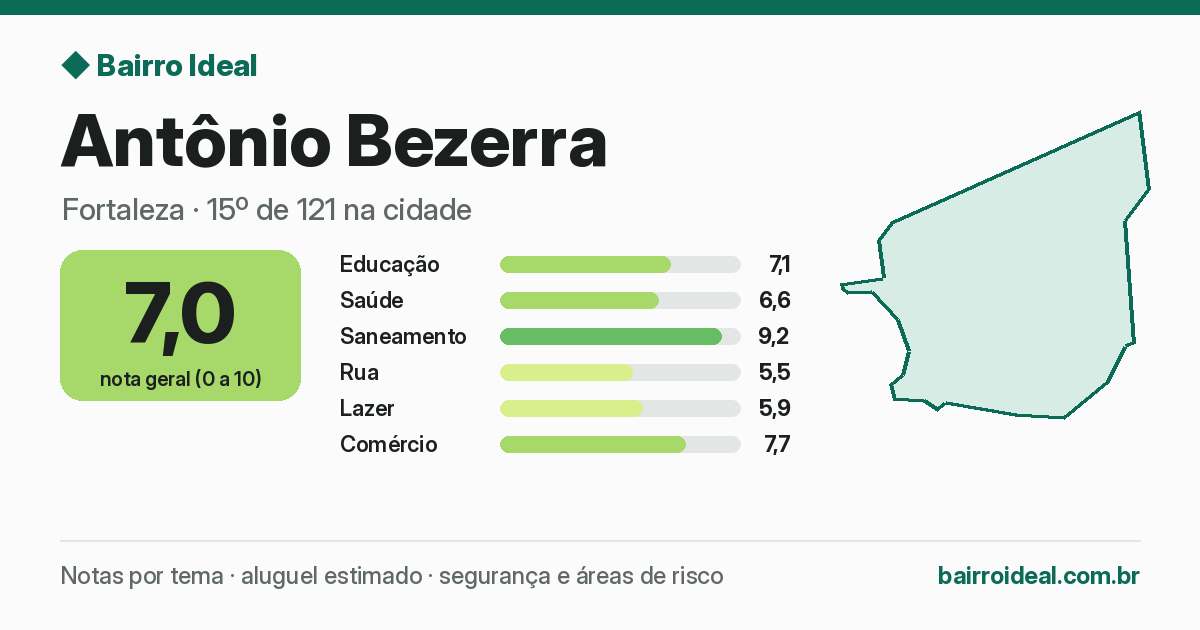 Bairro Ideal
Antônio Bezerra
Fortaleza · 15º de 121 na cidade
7,0
nota geral (0 a 10)
Educação 7,1
Saúde 6,6
Saneamento 9,2
Rua 5,5
Lazer 5,9
Comércio 7,7
Notas por tema · aluguel estimado · segurança e áreas de risco
bairroideal.com.br